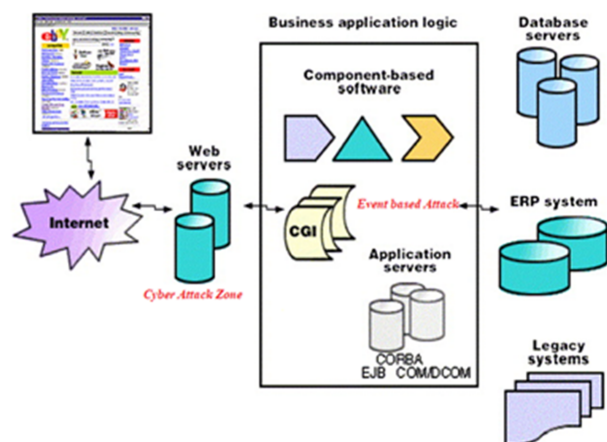 ebY
Business application logic
Database
servers
Component-based
software
Web
servers
Internet
CGI
Event based Attack
ERP system
Cyber Attack Zone
Application
servers
CORBA
EJB COM/DCOM
Legacy
systems